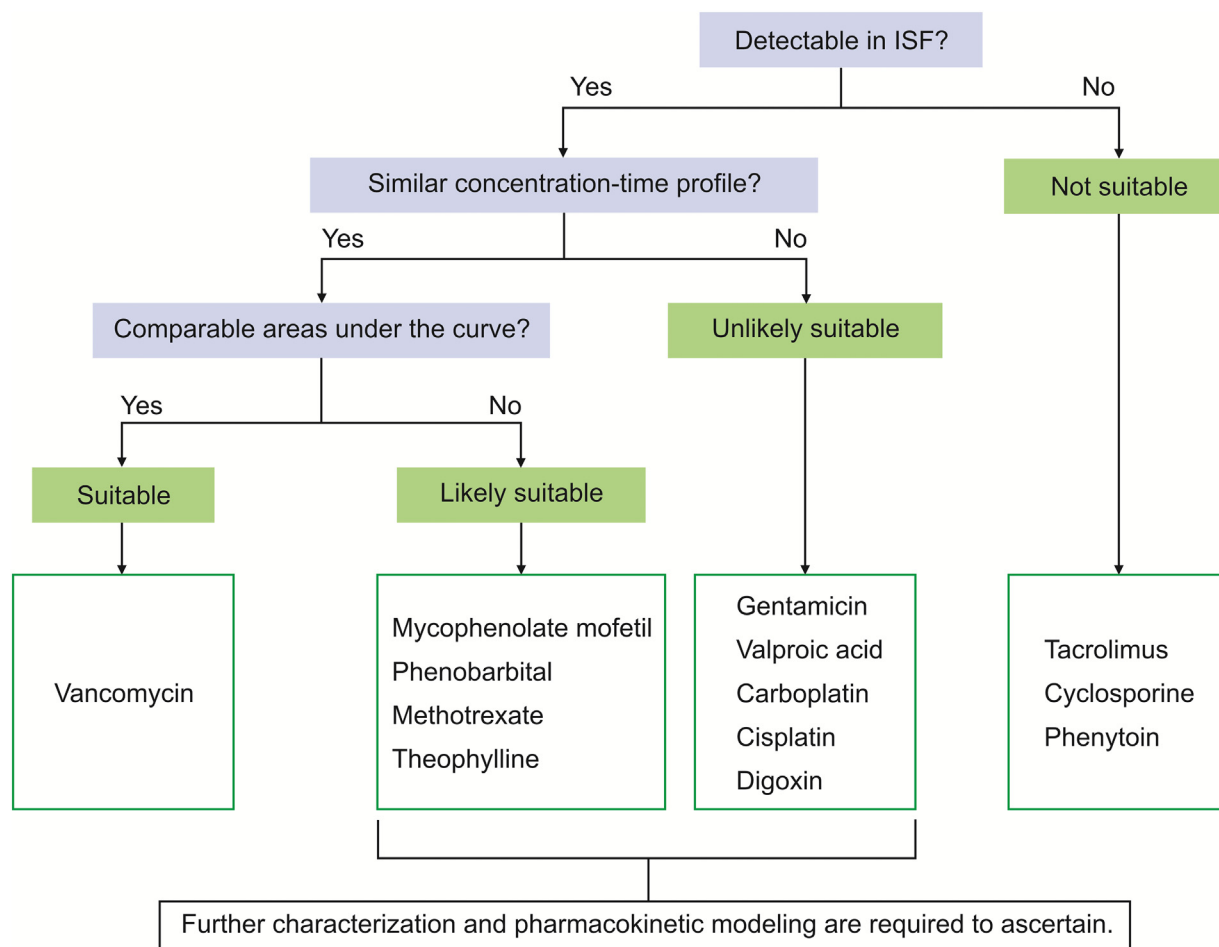 Detectable in ISF?
Yes
No
Similar concentration-time profile?
Not suitable
Yes
No
Comparable areas under the curve?
Unlikely suitable
Yes
No
Suitable
Likely suitable
Vancomycin
Mycophenolate mofetil
Phenobarbital
Methotrexate
Theophylline
Gentamicin
Valproic acid
Carboplatin
Cisplatin
Digoxin
Tacrolimus
Cyclosporine
Phenytoin
Further characterization and pharmacokinetic modeling are required to ascertain.